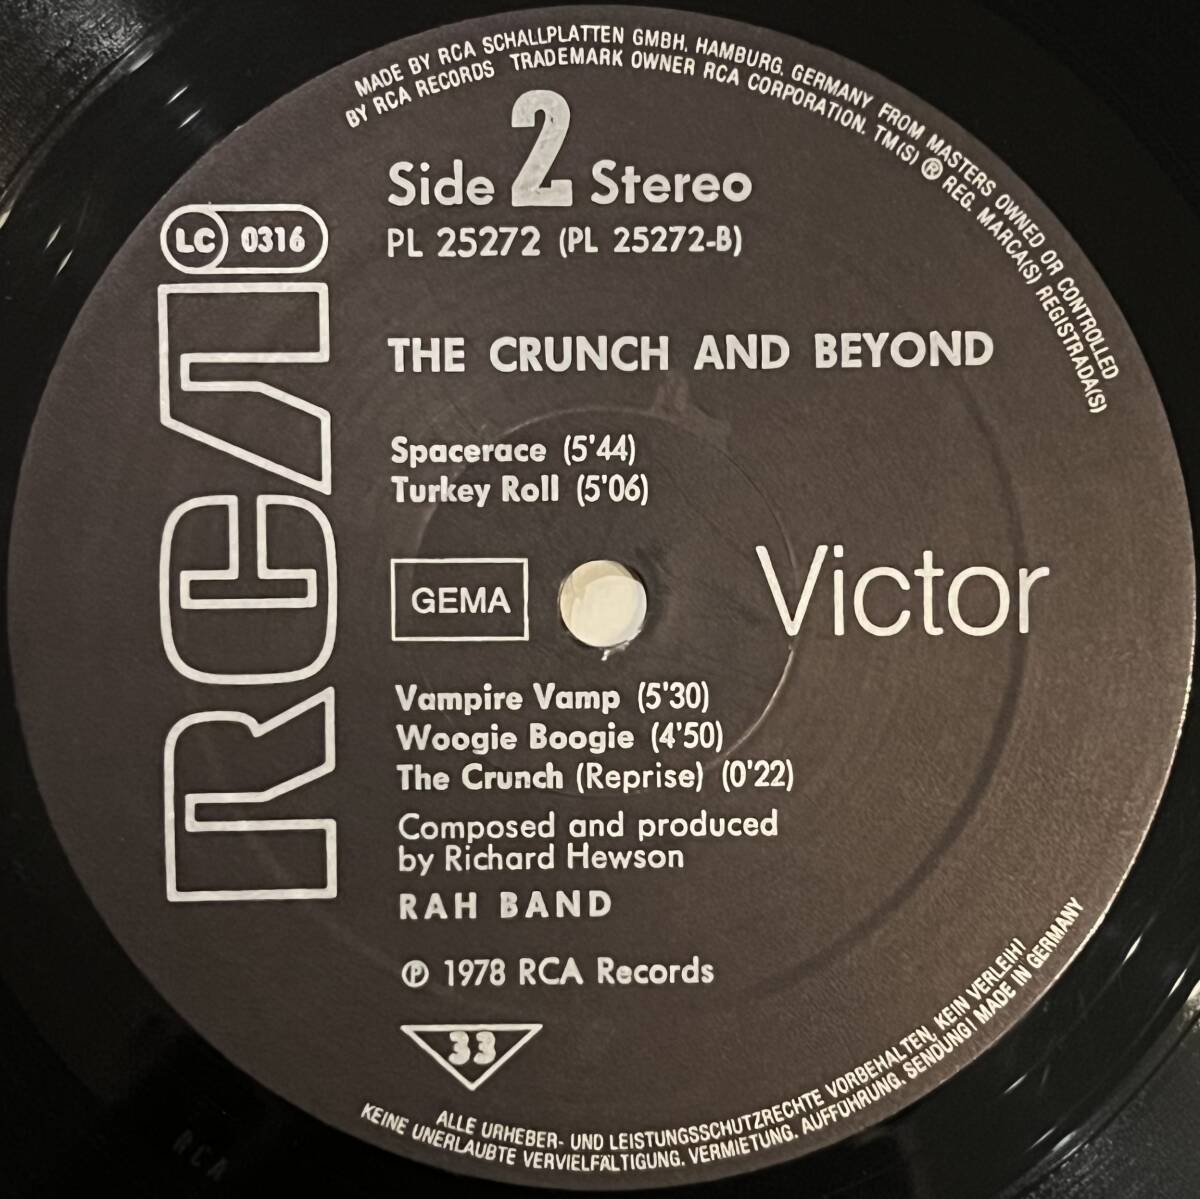 MADE BY RCA SCHALLPLATTEN GMBH, HAMBURG, GERMANY FROM MASTERS OWNED OR CONTROLLED
BY RCA RECORDS TRADEMARK OWNER RCA CORPORATION. TM(S) ® REG. MARCA(S) REGISTRADA(S)
Side 2 Stereo
LC 0316
PL 25272 (PL 25272-B)
RCA
THE CRUNCH AND BEYOND
Spacerace (5'44)
Turkey Roll (5'06)
GEMA
Victor
Vampire Vamp (5'30)
Woogie Boogie (4'50)
The Crunch (Reprise) (0'22)
Composed and produced
by Richard Hewson
RAH BAND
℗ 1978 RCA Records
33
ALLE URHEBER- UND LEISTUNGSSCHUTZRECHTE VORBEHALTEN, KEIN VERLEIH!
KEINE UNERLAUBTE VERVIELFÄLTIGUNG. VERMIETUNG. AUFFÜHRUNG. SENDUNG! MADE IN GERMANY
RCA